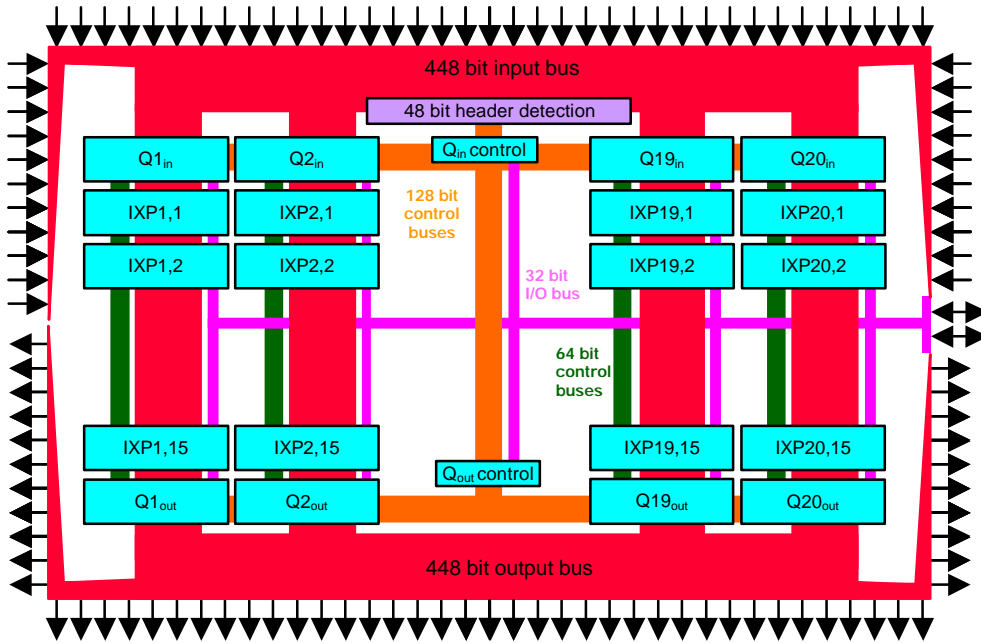 448 bit input bus
48 bit header detection
Q1in
Q2in
Qin control
Q19in
Q20in
IXP1,1
IXP2,1
128 bit
control
buses
IXP19,1
IXP20,1
IXP1,2
IXP2,2
32 bit
I/O bus
IXP19,2
IXP20,2
64 bit
control
buses
IXP1,15
IXP2,15
Qout control
IXP19,15
IXP20,15
Q1out
Q2out
Q19out
Q20out
448 bit output bus